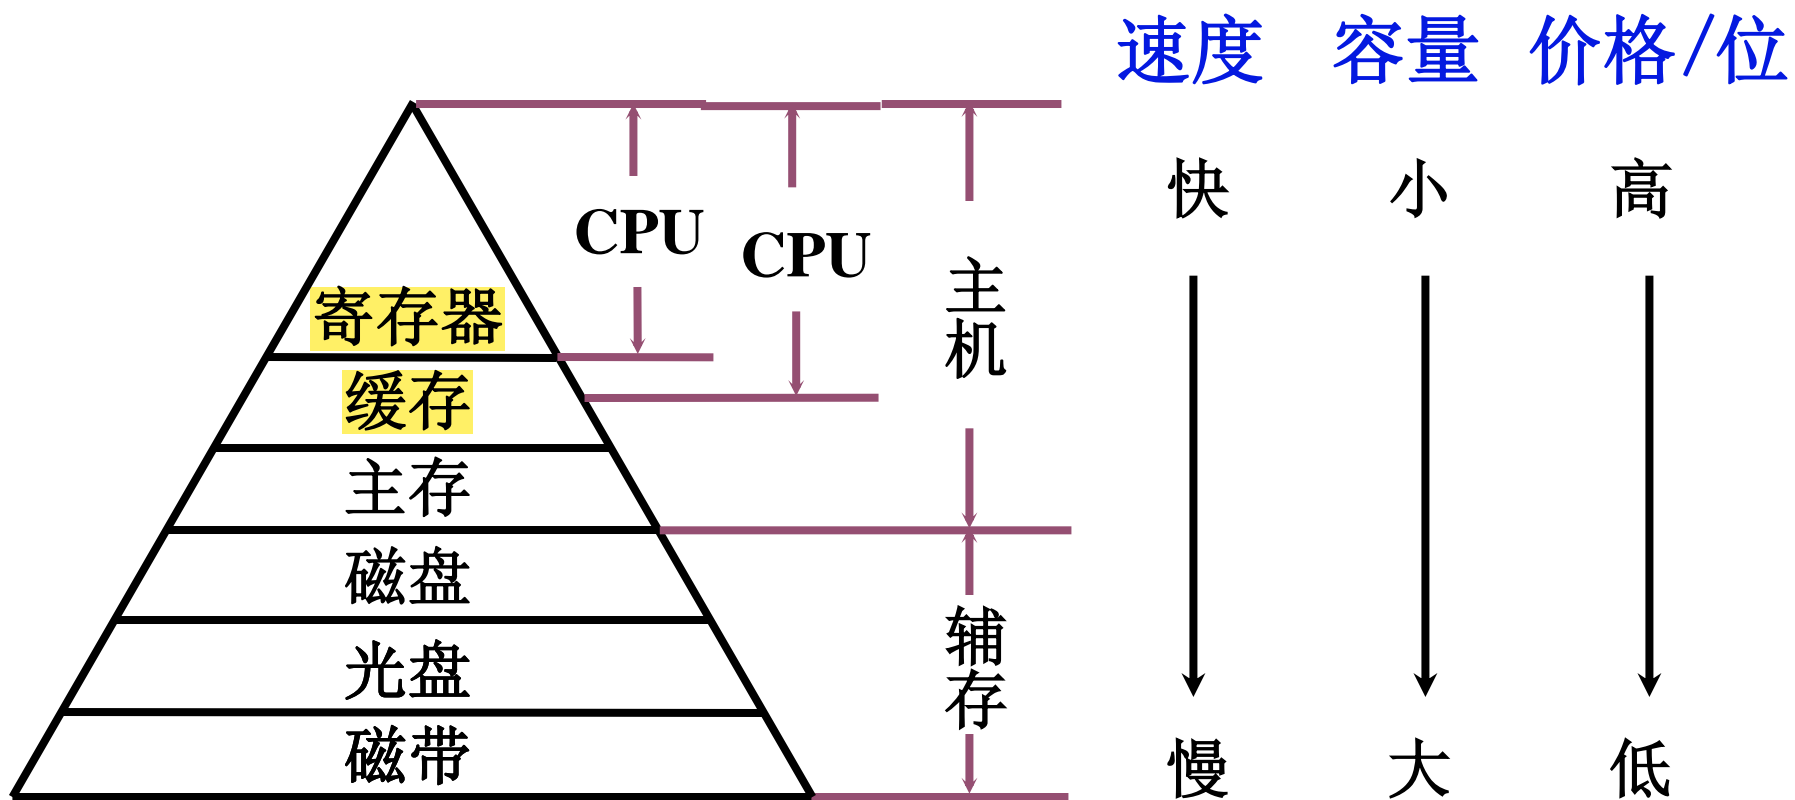 速度 容量 价格/位
快 小 高
CPU
CPU
主机
寄存器
缓存
主存
磁盘
辅存
光盘
磁带
慢 大 低